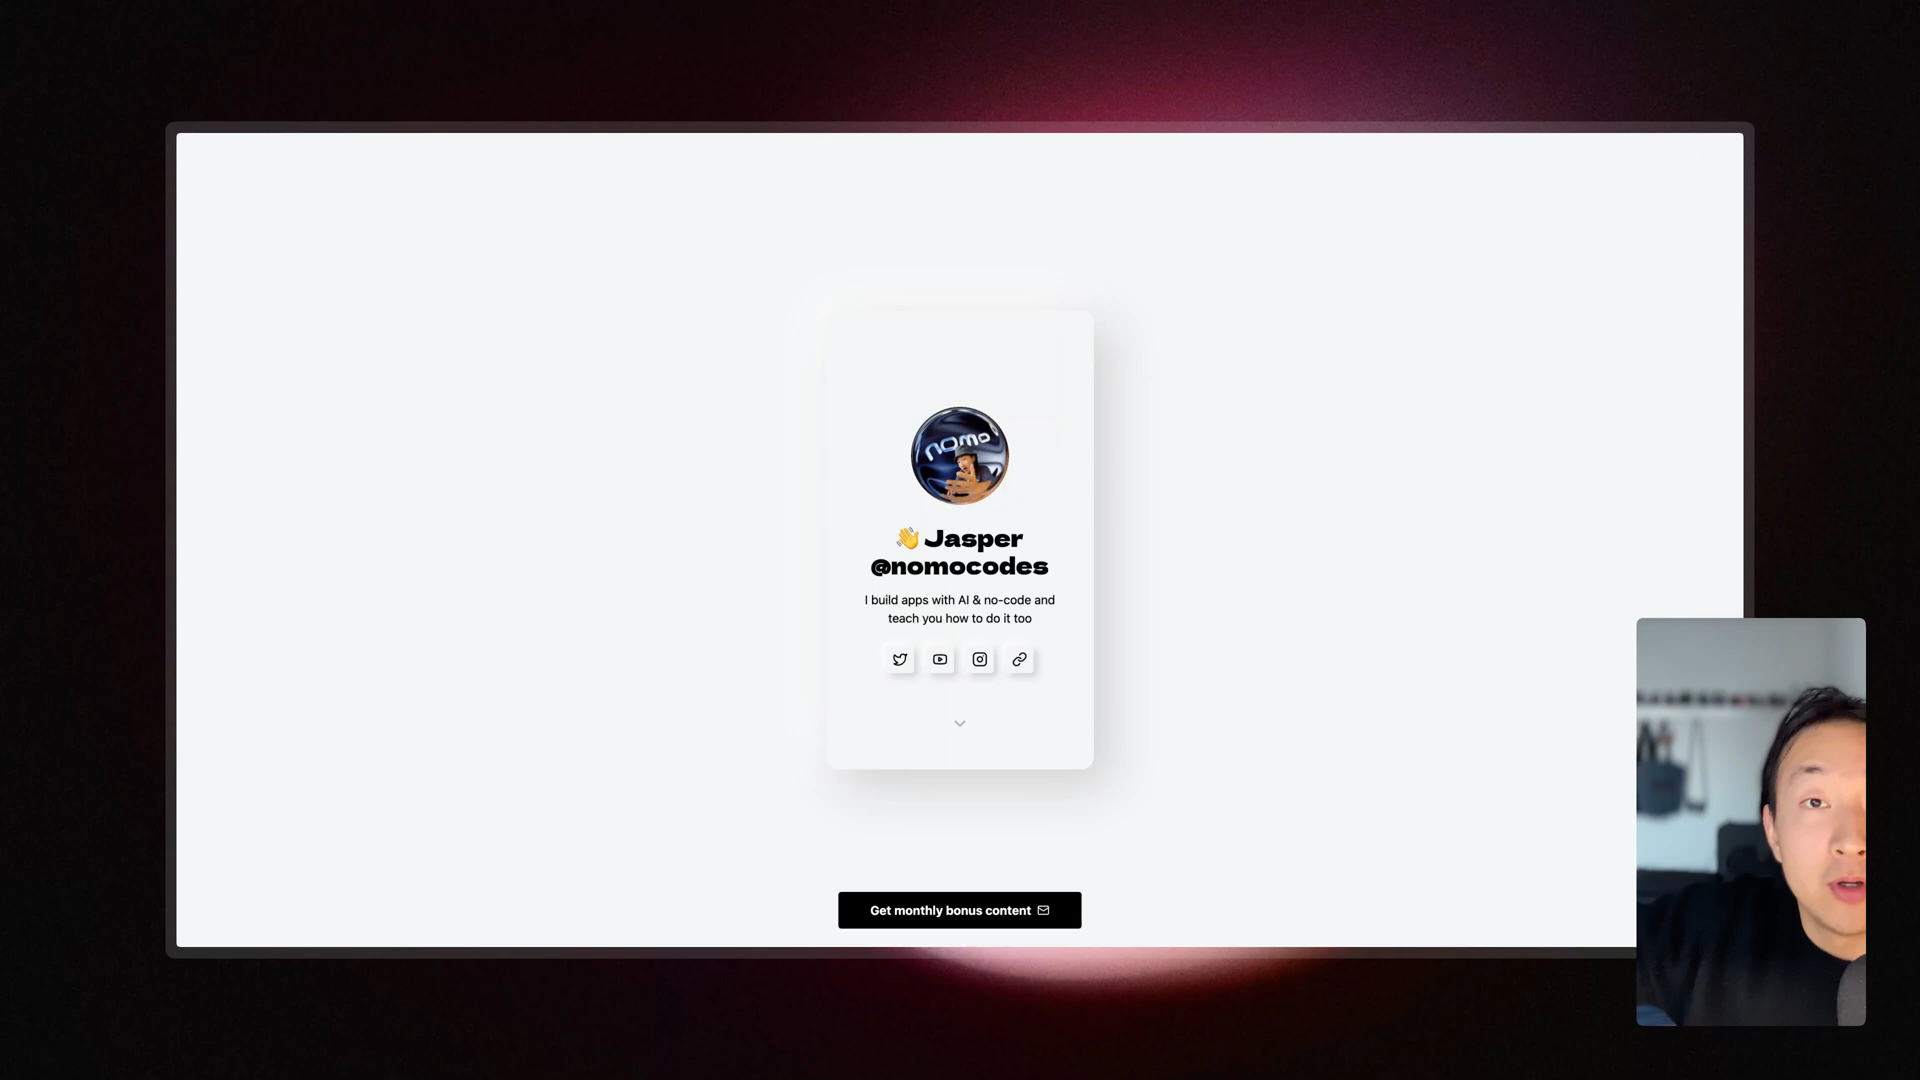 nomo
👋 Jasper
@nomocodes
I build apps with AI & no-code and
teach you how to do it too
Get monthly bonus content